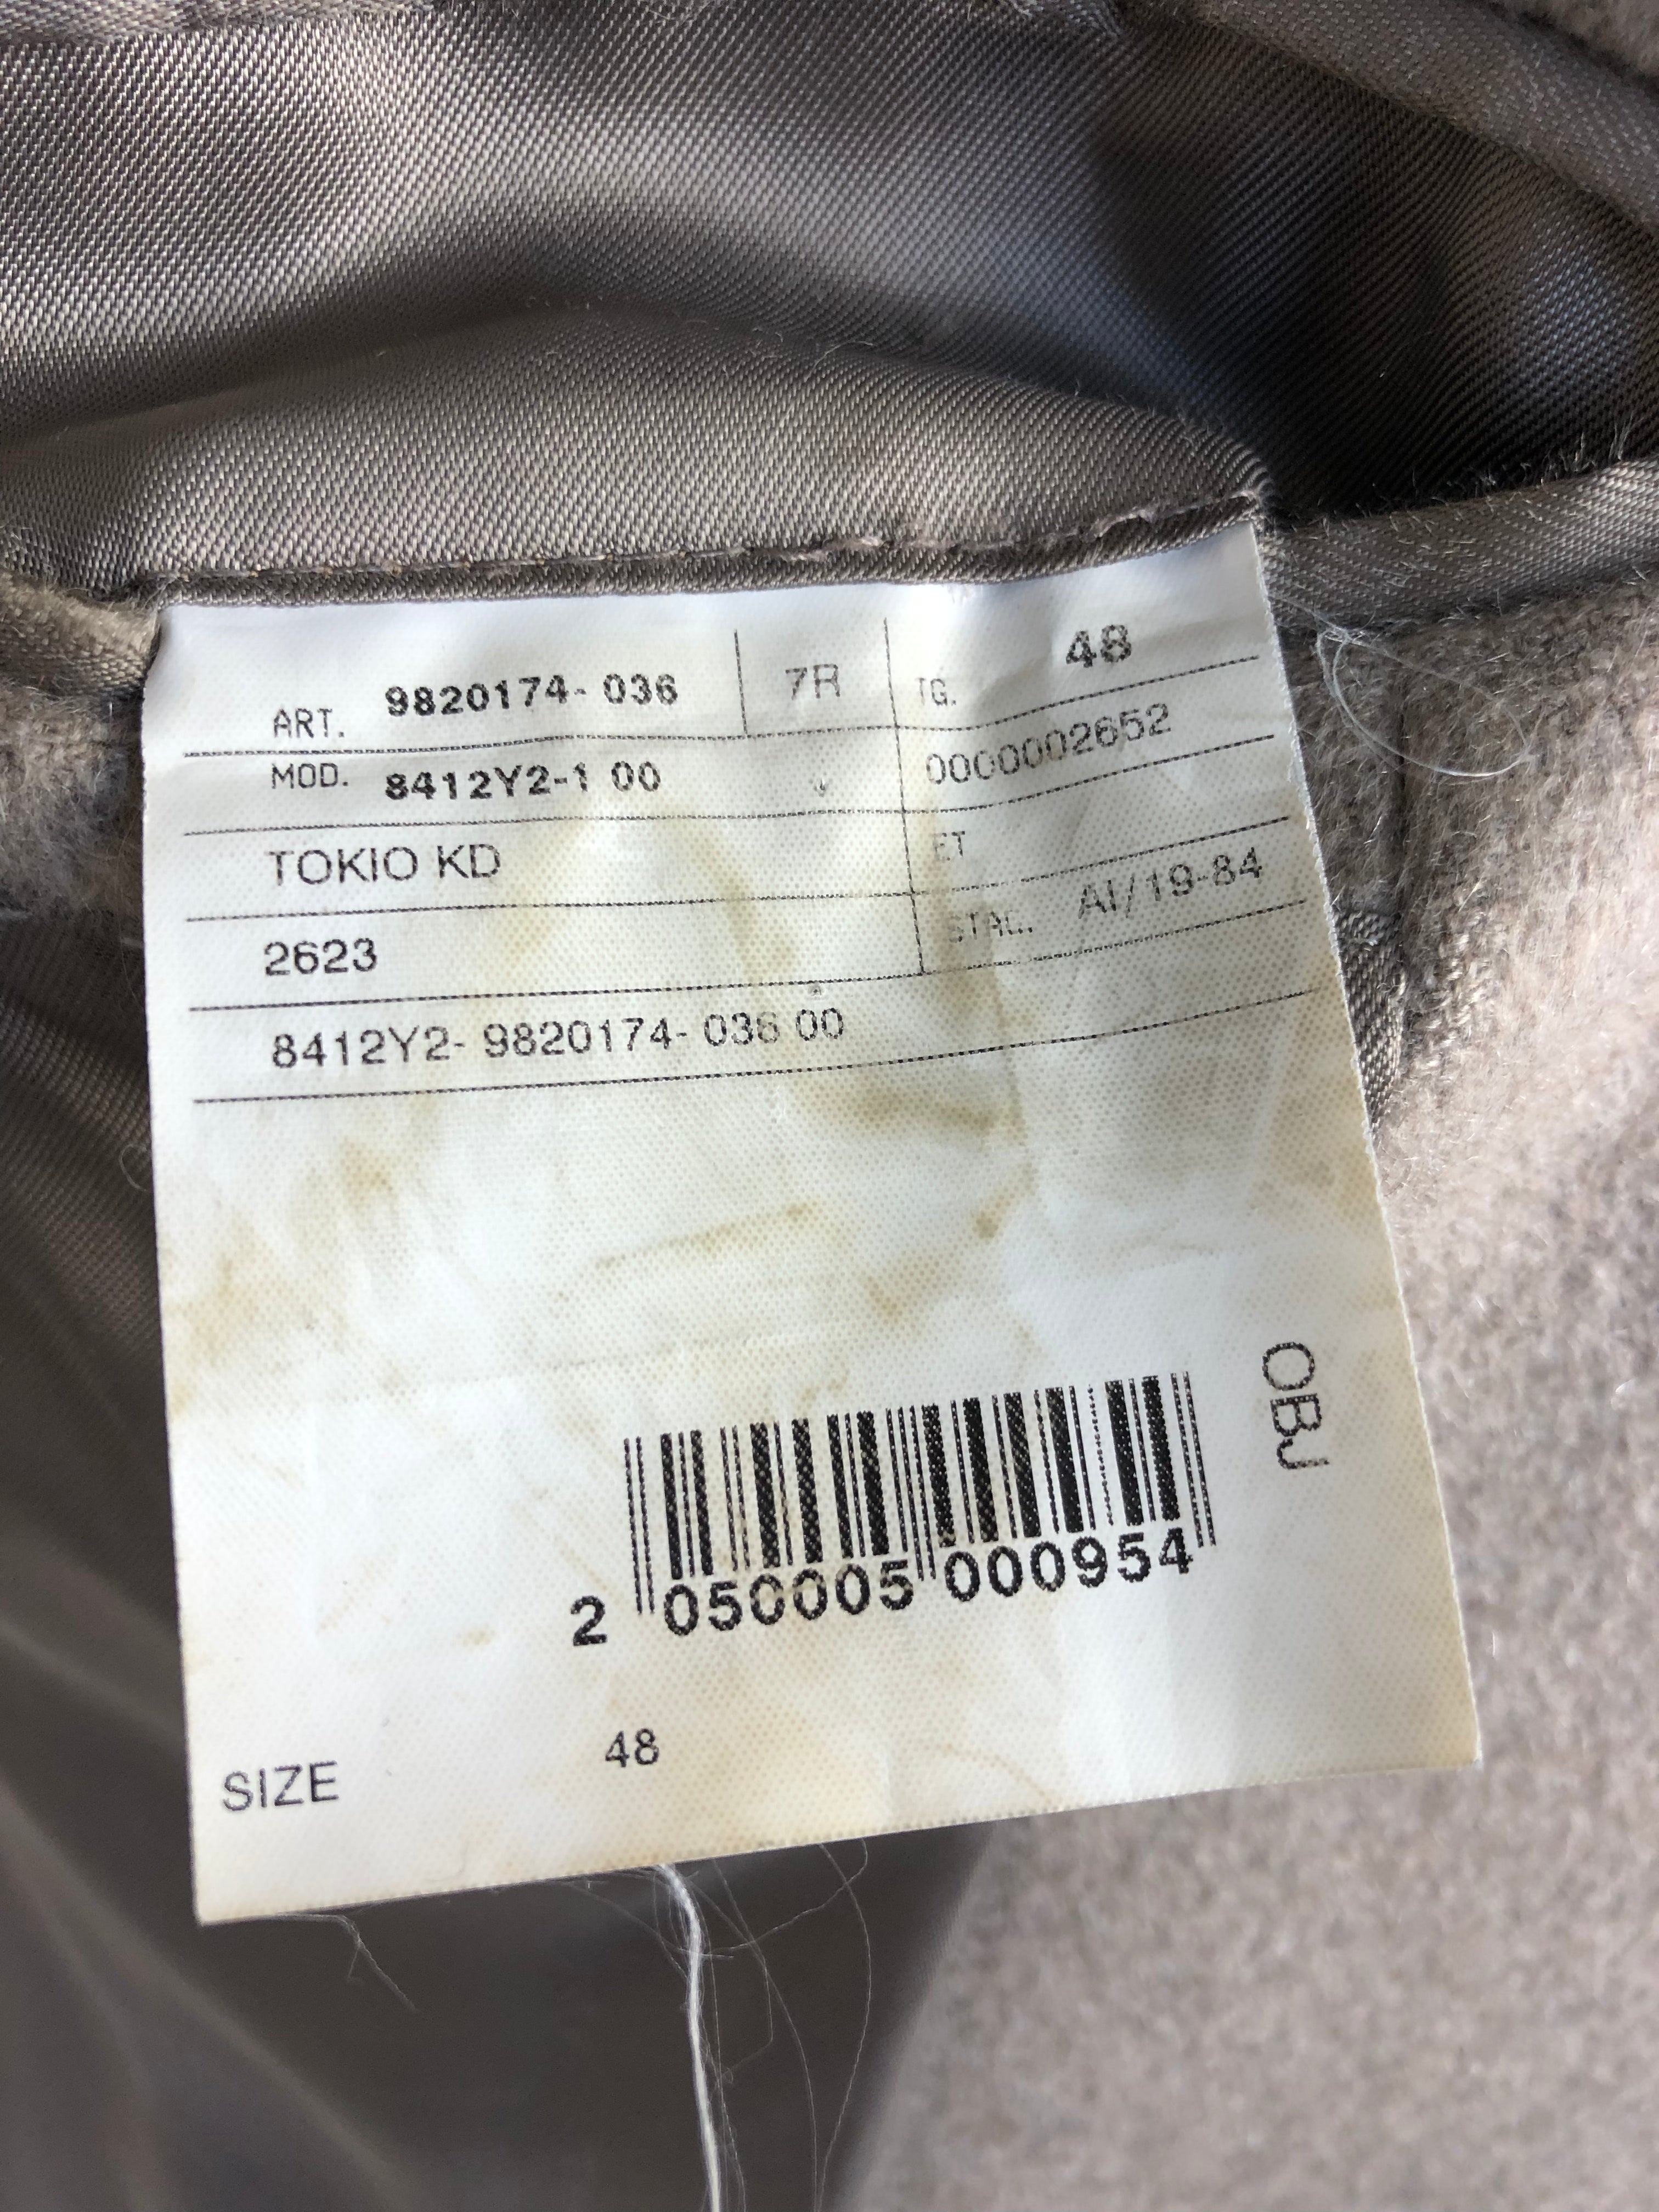 ART. 9820174- 036 7R TG. 48
MOD. 8412Y2-1 00 0000002652
TOKIO KD ET
2623 STAG. AI/19-84
8412Y2- 9820174- 036 00
OBJ
2 050005 000954
SIZE 48